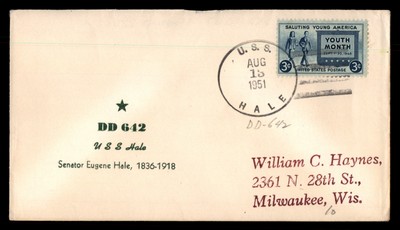 SALUTING YOUNG AMERICA
YOUTH
MONTH
3¢ 3¢
UNITED STATES POSTAGE
U.S.S.
AUG
13
1951
HALE
DD-642
DD 642
U S S Hale
Senator Eugene Hale, 1836-1918
William C. Haynes,
2361 N. 28th St.,
Milwaukee, Wis.